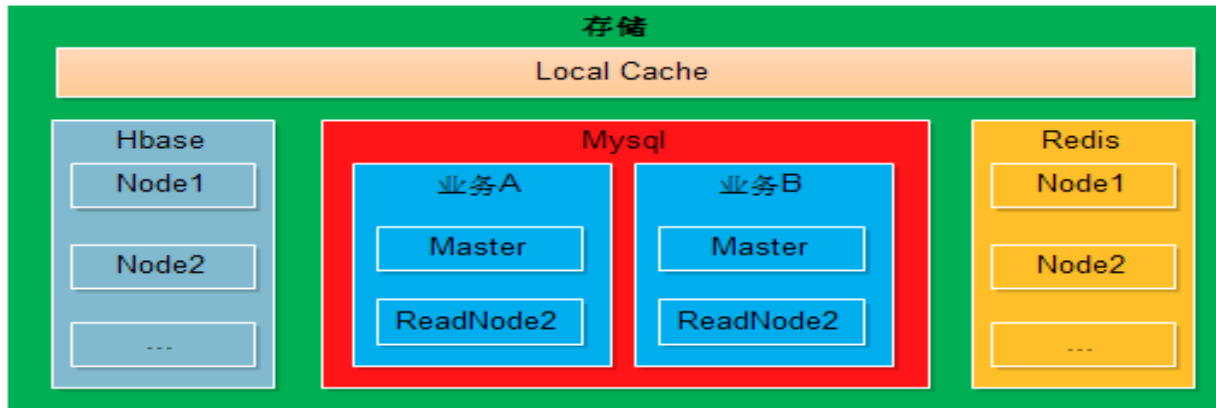 存储
Local Cache
Hbase
Node1
Node2
...
Mysql
业务A
Master
ReadNode2
业务B
Master
ReadNode2
Redis
Node1
Node2
...